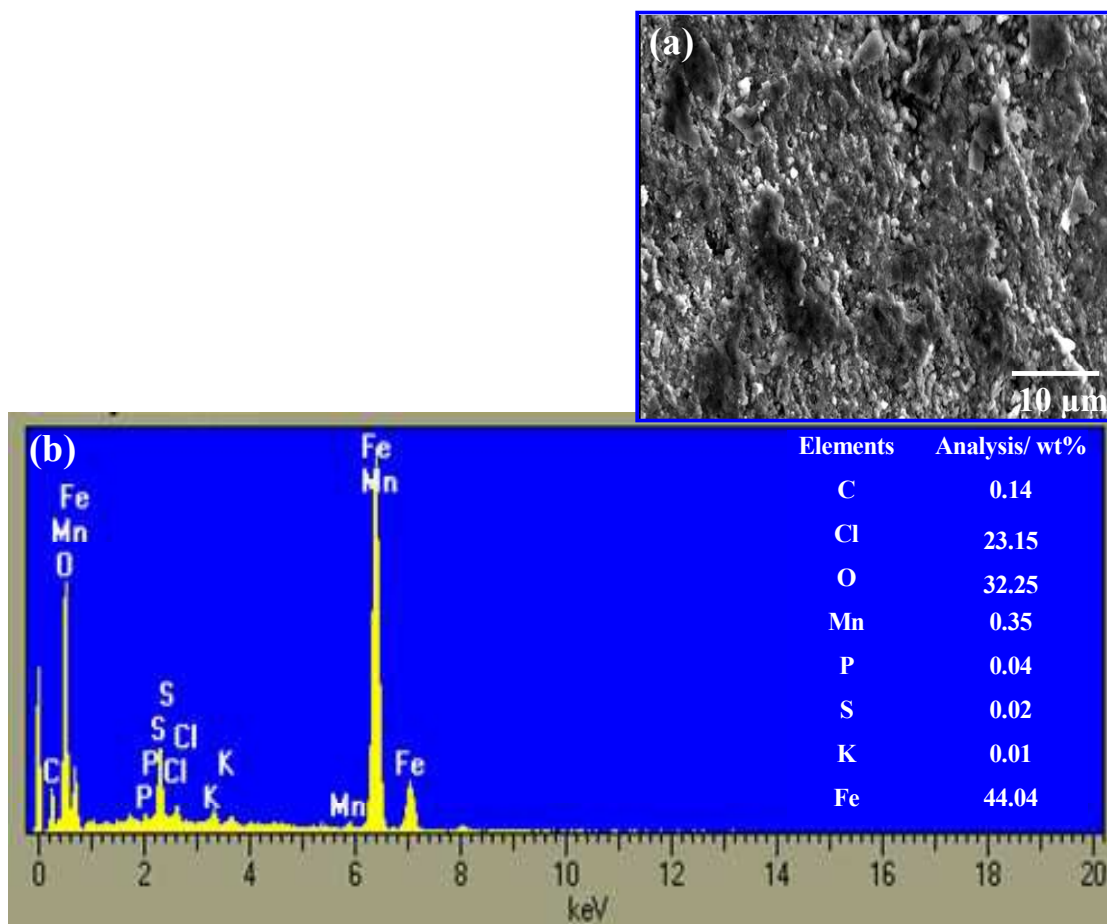 (a)
10 µm
(b)
Elements Analysis/ wt%
C 0.14
Cl 23.15
O 32.25
Mn 0.35
P 0.04
S 0.02
K 0.01
Fe 44.04
Fe
Mn
O
C
S
S
P
P
Cl
Cl
K
K
Mn
Fe
Mn
Fe
0 2 4 6 8 10 12 14 16 18 20
keV